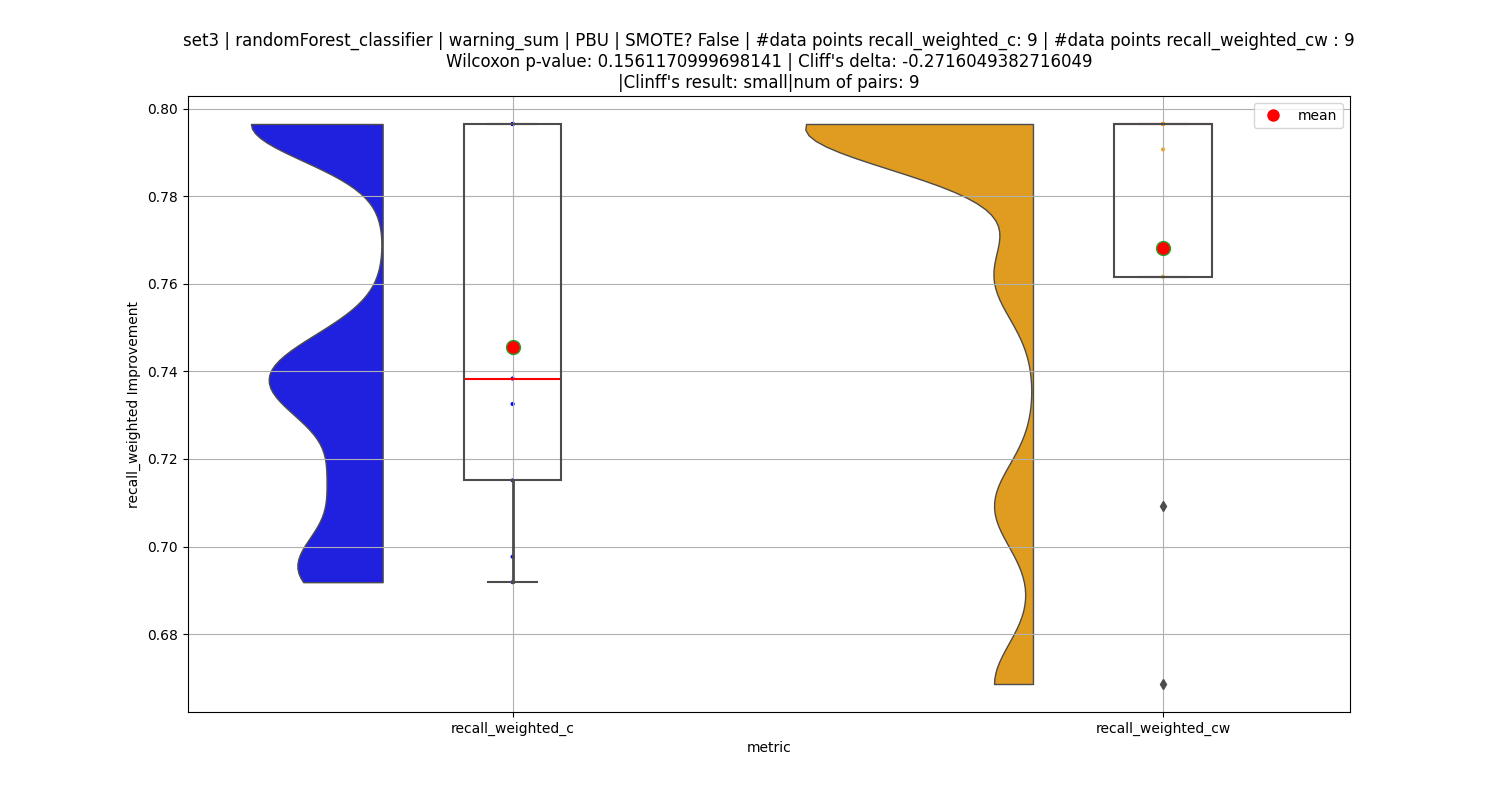 set3 | randomForest_classifier | warning_sum | PBU | SMOTE? False | #data points recall_weighted_c: 9 | #data points recall_weighted_cw : 9
Wilcoxon p-value: 0.1561170999698141 | Cliff's delta: -0.2716049382716049
|Clinff's result: small|num of pairs: 9
mean
0.80
0.78
0.76
0.74
0.72
0.70
0.68
recall_weighted Improvement
recall_weighted_c
recall_weighted_cw
metric